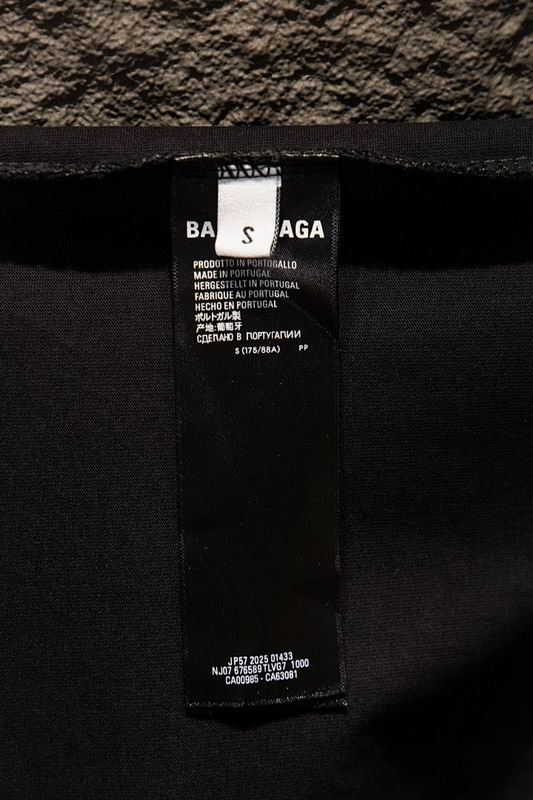 BA AGA
S
PRODOTTO IN PORTOGALLO
MADE IN PORTUGAL
HERGESTELLT IN PORTUGAL
FABRIQUE AU PORTUGAL
HECHO EN PORTUGAL
ポルトガル製
产地:葡萄牙
СДЕЛАНО В ПОРТУГАЛИИ
S (175/88A) PP
JP57 2025 01433
NJ07 676589TLVG7 1000
CA00985 - CA63081